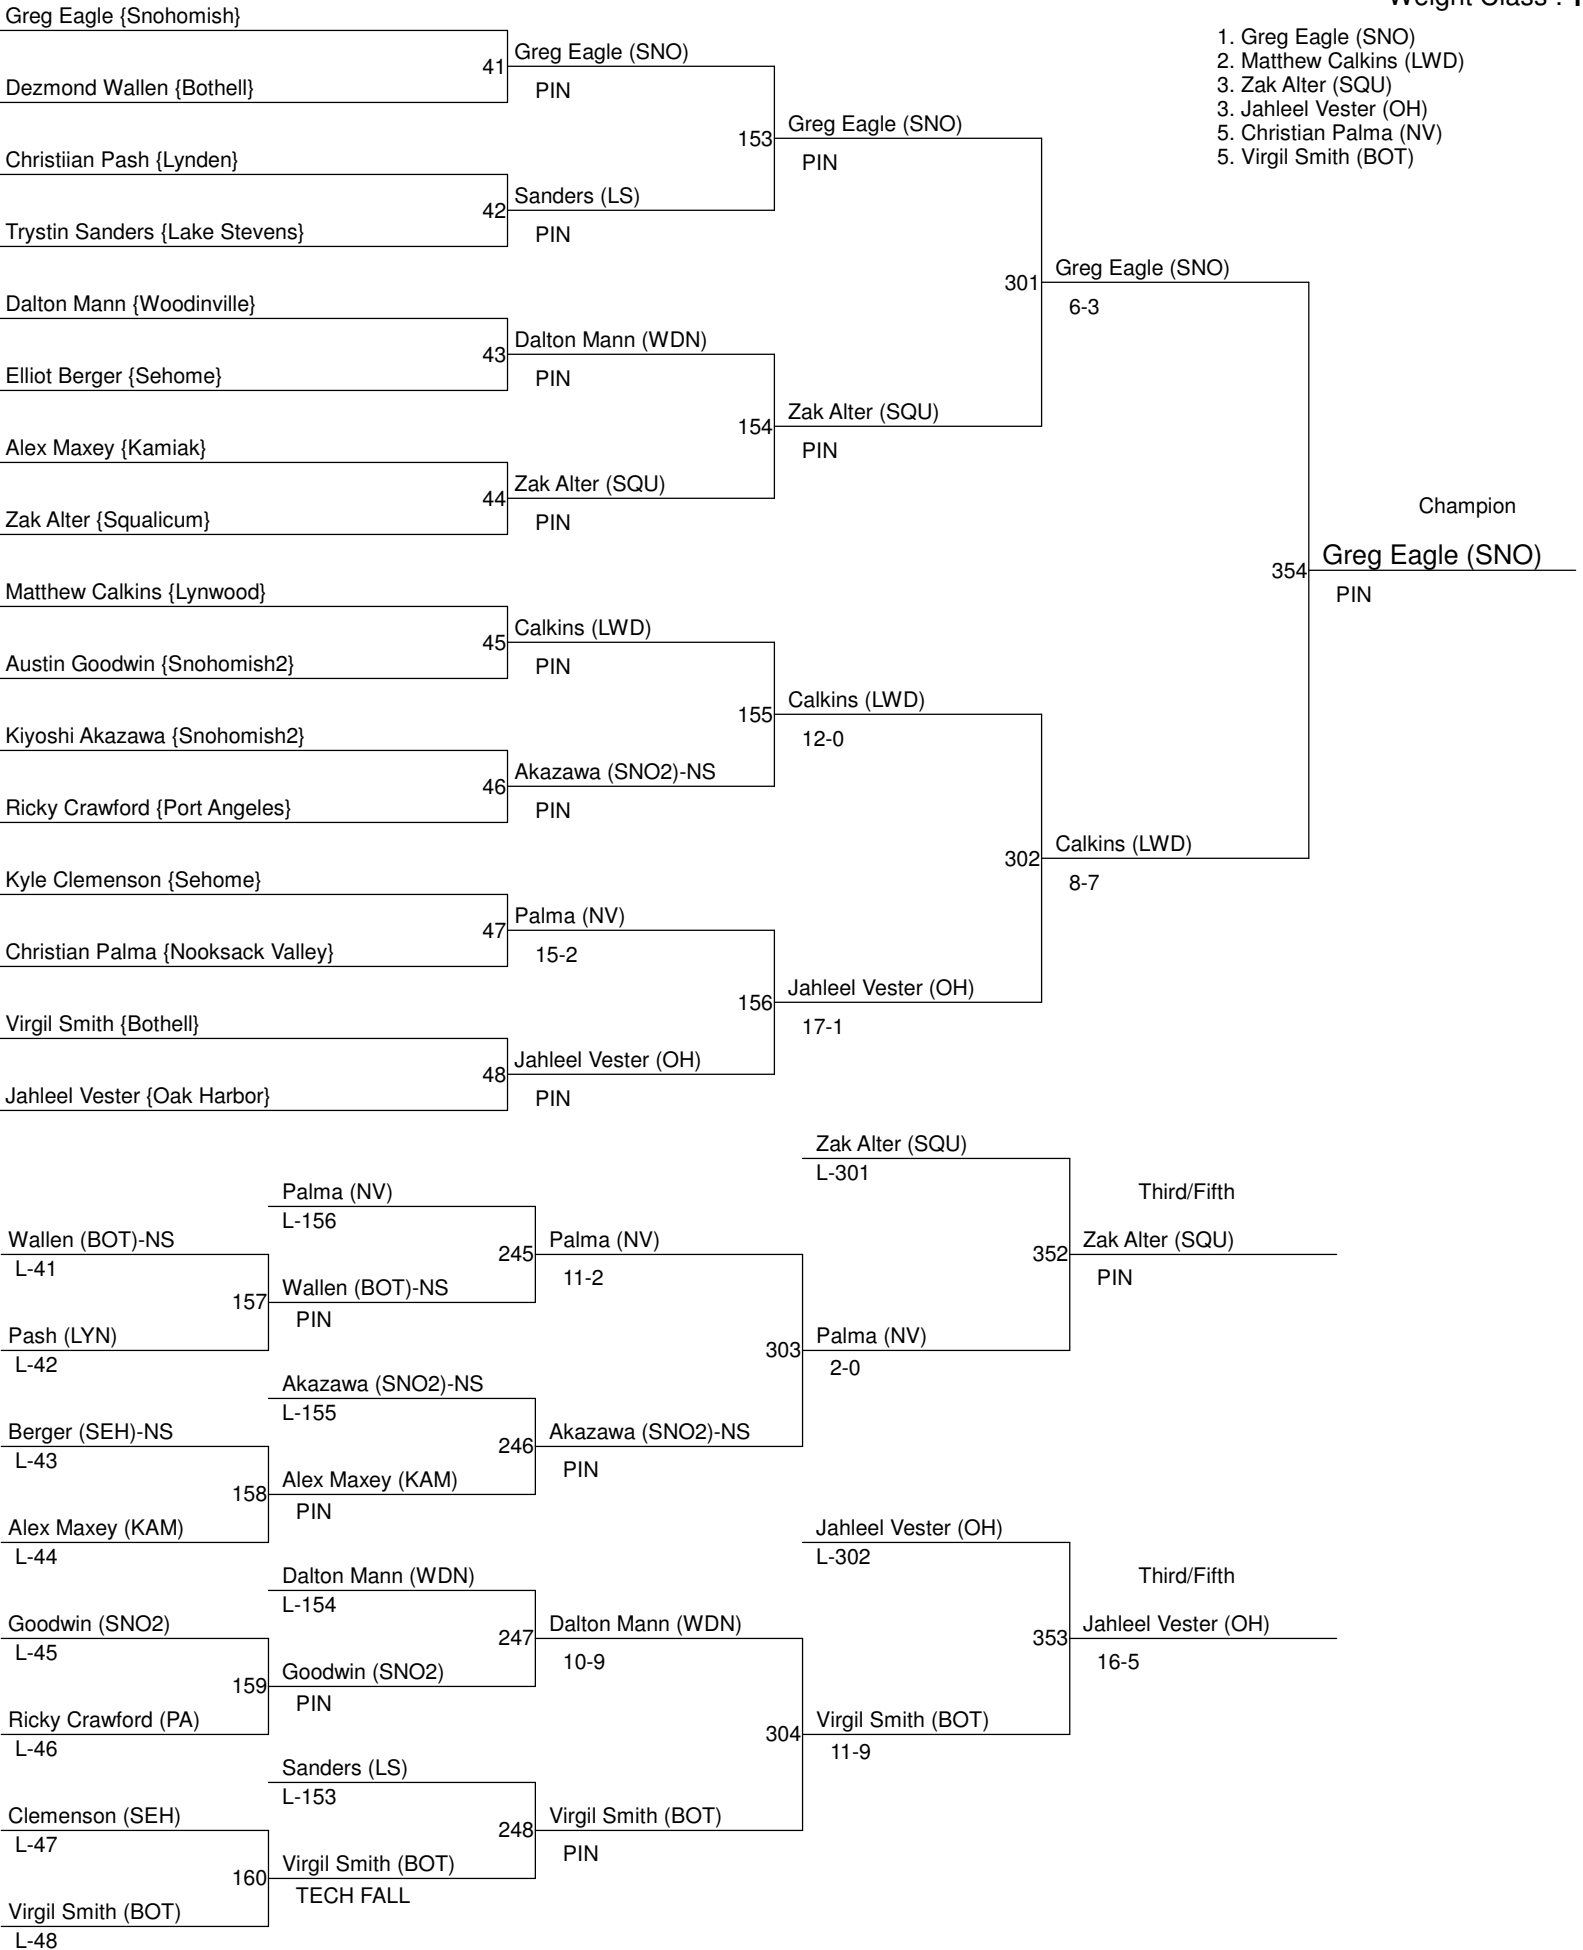 Weight Class :
1. Greg Eagle (SNO)
2. Matthew Calkins (LWD)
3. Zak Alter (SQU)
3. Jahleel Vester (OH)
5. Christian Palma (NV)
5. Virgil Smith (BOT)
Greg Eagle {Snohomish}
41
Greg Eagle (SNO)
PIN
Dezmond Wallen {Bothell}
153
Greg Eagle (SNO)
PIN
Christiian Pash {Lynden}
42
Sanders (LS)
PIN
Trystin Sanders {Lake Stevens}
301
Greg Eagle (SNO)
6-3
Dalton Mann {Woodinville}
43
Dalton Mann (WDN)
PIN
Elliot Berger {Sehome}
154
Zak Alter (SQU)
PIN
Alex Maxey {Kamiak}
44
Zak Alter (SQU)
PIN
Zak Alter {Squalicum}
Champion
354
Greg Eagle (SNO)
PIN
Matthew Calkins {Lynwood}
45
Calkins (LWD)
PIN
Austin Goodwin {Snohomish2}
155
Calkins (LWD)
12-0
Kiyoshi Akazawa {Snohomish2}
46
Akazawa (SNO2)-NS
PIN
Ricky Crawford {Port Angeles}
302
Calkins (LWD)
8-7
Kyle Clemenson {Sehome}
47
Palma (NV)
15-2
Christian Palma {Nooksack Valley}
156
Jahleel Vester (OH)
17-1
Virgil Smith {Bothell}
48
Jahleel Vester (OH)
PIN
Jahleel Vester {Oak Harbor}
Zak Alter (SQU)
L-301
Third/Fifth
Palma (NV)
L-156
Wallen (BOT)-NS
L-41
245
Palma (NV)
11-2
352
Zak Alter (SQU)
PIN
157
Wallen (BOT)-NS
PIN
Pash (LYN)
L-42
303
Palma (NV)
2-0
Akazawa (SNO2)-NS
L-155
Berger (SEH)-NS
L-43
246
Akazawa (SNO2)-NS
PIN
158
Alex Maxey (KAM)
PIN
Alex Maxey (KAM)
L-44
Jahleel Vester (OH)
L-302
Third/Fifth
Dalton Mann (WDN)
L-154
Goodwin (SNO2)
L-45
247
Dalton Mann (WDN)
10-9
353
Jahleel Vester (OH)
16-5
159
Goodwin (SNO2)
PIN
Ricky Crawford (PA)
L-46
304
Virgil Smith (BOT)
11-9
Sanders (LS)
L-153
Clemenson (SEH)
L-47
248
Virgil Smith (BOT)
PIN
160
Virgil Smith (BOT)
TECH FALL
Virgil Smith (BOT)
L-48